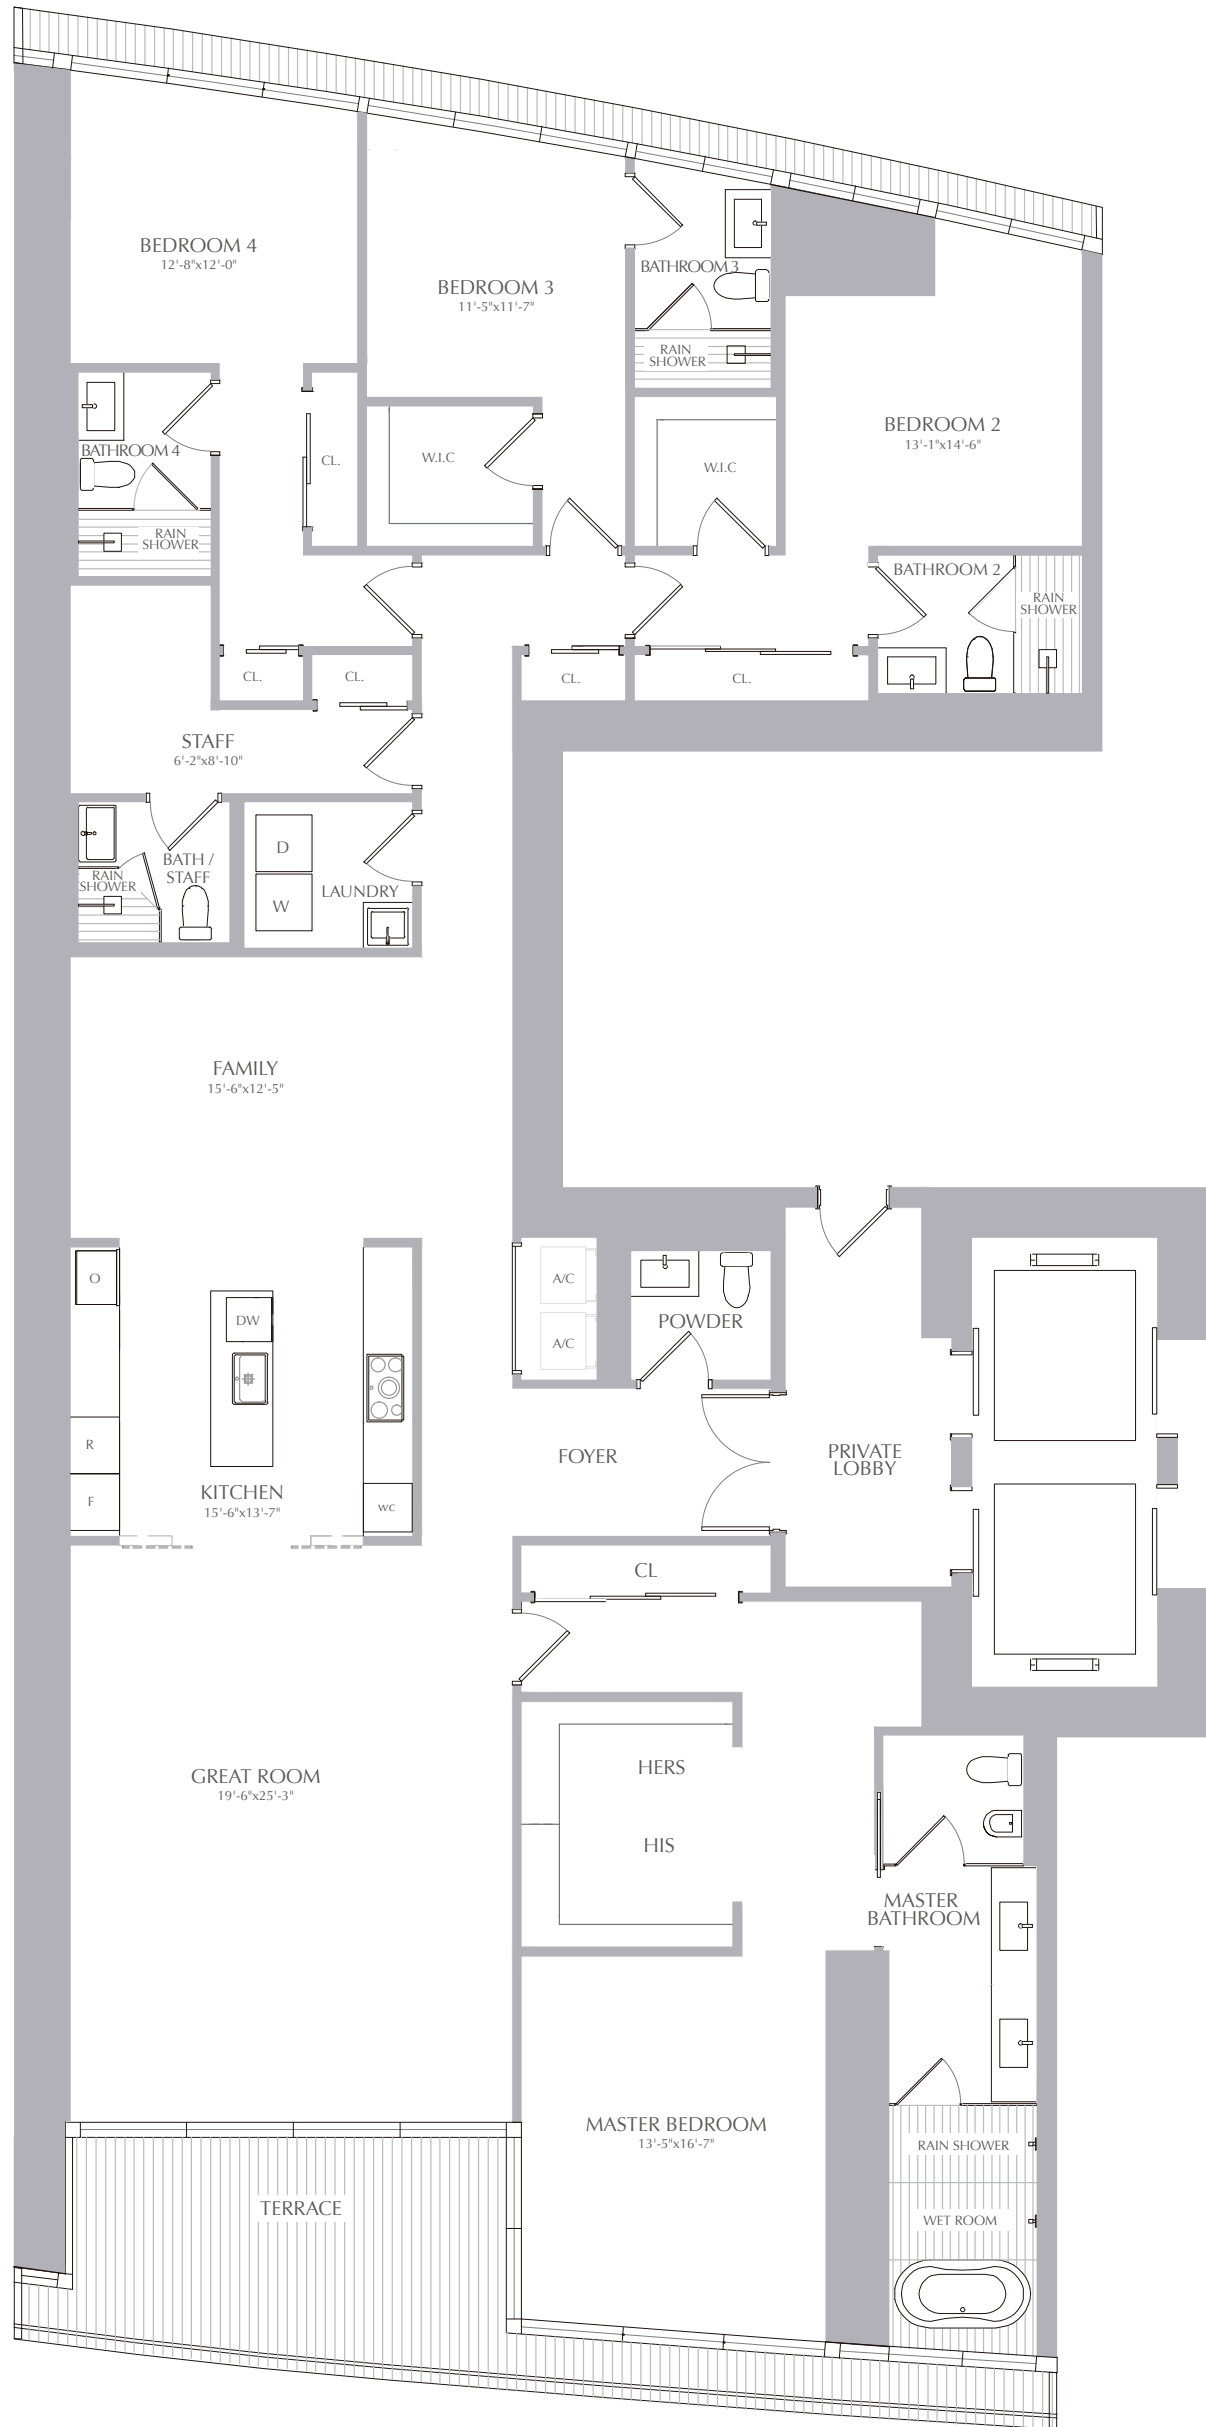 BEDROOM 4
12'-8"x12'-0"
BEDROOM 3
11'-5"x11'-7"
BATHROOM 3
RAIN
SHOWER
BEDROOM 2
13'-1"x14'-6"
BATHROOM 4
RAIN
SHOWER
CL.
W.I.C
W.I.C
BATHROOM 2
RAIN
SHOWER
CL.
CL.
CL.
CL.
STAFF
6'-2"x8'-10"
BATH /
STAFF
RAIN
SHOWER
D
W
LAUNDRY
FAMILY
15'-6"x12'-5"
O
DW
R
F
KITCHEN
15'-6"x13'-7"
wc
A/C
A/C
POWDER
FOYER
PRIVATE
LOBBY
CL
GREAT ROOM
19'-6"x25'-3"
HERS
HIS
MASTER
BATHROOM
MASTER BEDROOM
13'-5"x16'-7"
RAIN SHOWER
WET ROOM
TERRACE